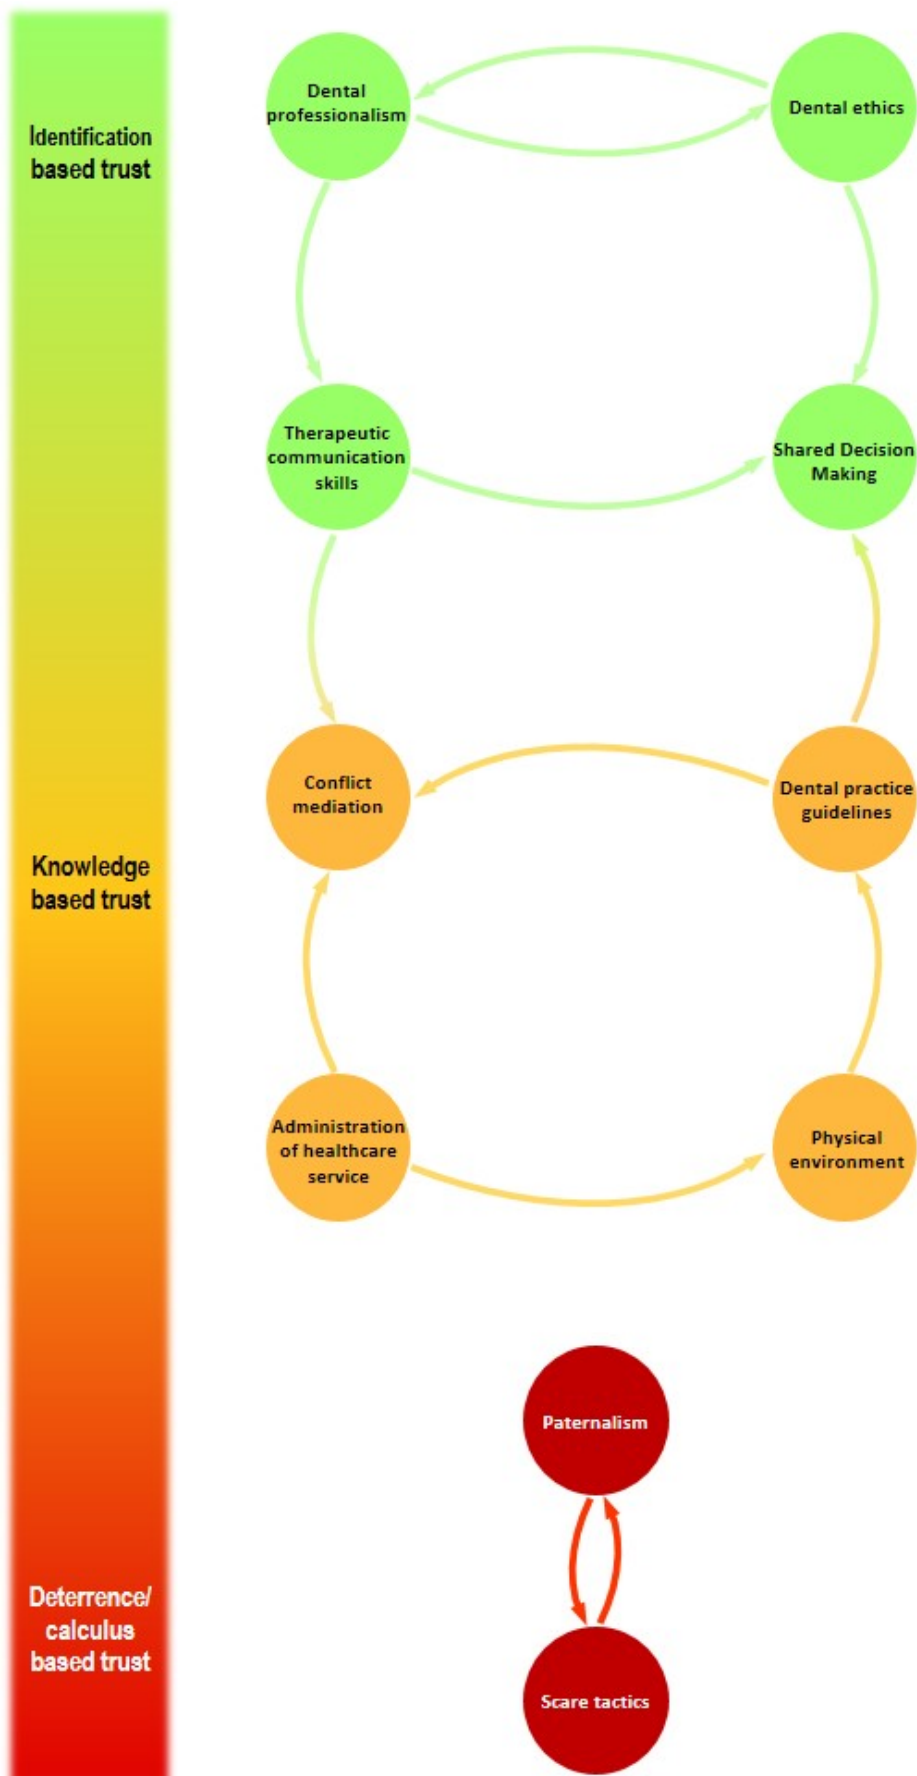 Identification
based trust
Dental
professionalism
Dental ethics
Therapeutic
communication
skills
Shared Decision
Making
Conflict
mediation
Dental practice
guidelines
Knowledge
based trust
Administration
of healthcare
service
Physical
environment
Paternalism
Deterrence/
calculus
based trust
Scare tactics